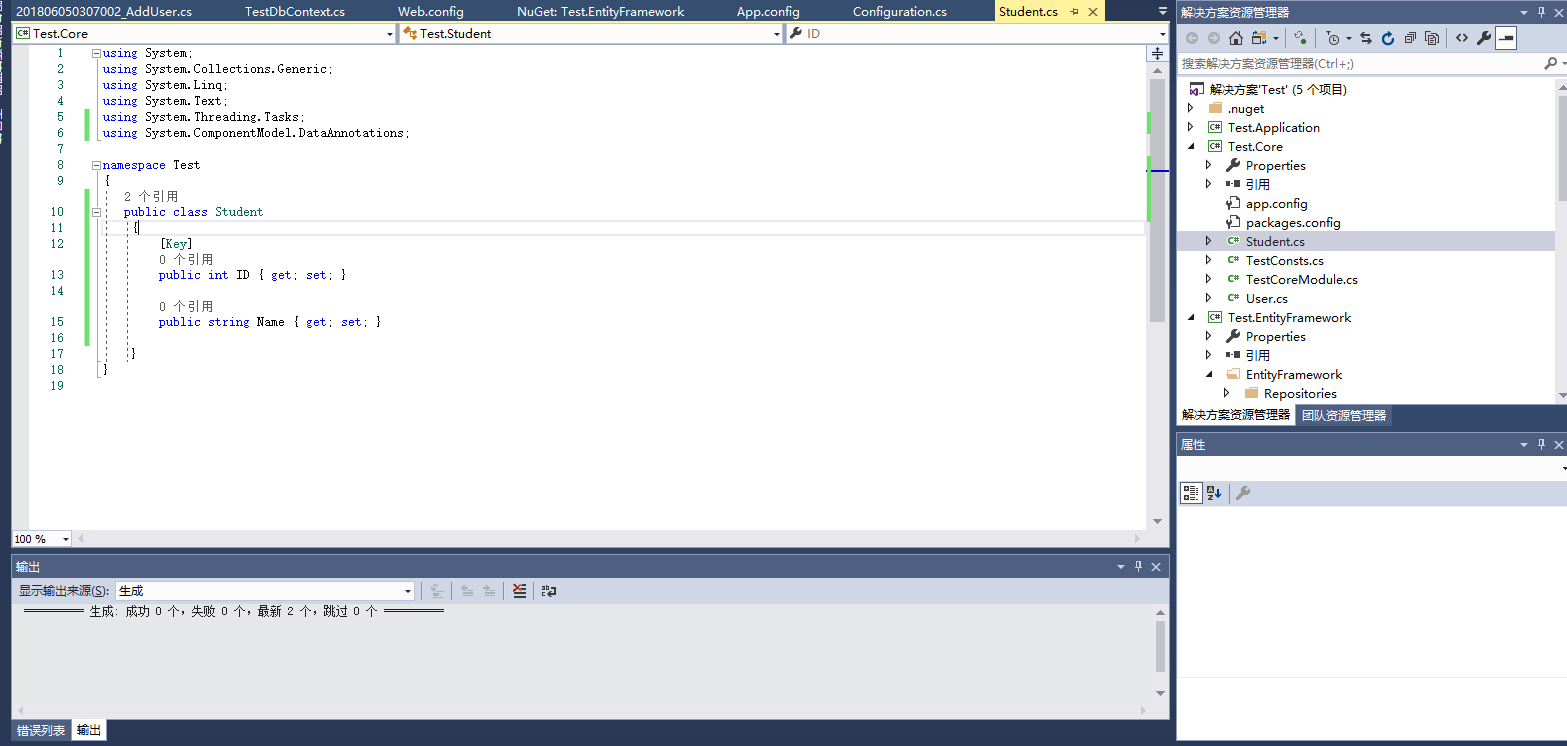 201806050307002_AddUser.cs TestDbContext.cs Web.config NuGet: Test.EntityFramework App.config Configuration.cs Student.cs
Test.Core Test.Student ID
1 using System;
2 using System.Collections.Generic;
3 using System.Linq;
4 using System.Text;
5 using System.Threading.Tasks;
6 using System.ComponentModel.DataAnnotations;
7
8 namespace Test
9 {
2 个引用
10 public class Student
11 {
12 [Key]
0 个引用
13 public int ID { get; set; }
14
0 个引用
15 public string Name { get; set; }
16
17 }
18 }
19
100 %
输出
显示输出来源(S): 生成
========== 生成: 成功 0 个，失败 0 个，最新 2 个，跳过 0 个 ==========
错误列表 输出
解决方案资源管理器
搜索解决方案资源管理器(Ctrl+;)
解决方案'Test' (5 个项目)
.nuget
C# Test.Application
C# Test.Core
Properties
引用
app.config
packages.config
C# Student.cs
C# TestConsts.cs
C# TestCoreModule.cs
C# User.cs
C# Test.EntityFramework
Properties
引用
EntityFramework
Repositories
解决方案资源管理器 团队资源管理器
属性